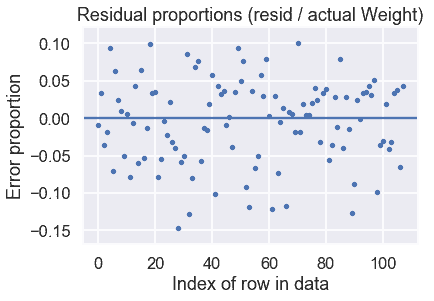 Residual proportions (resid / actual Weight)
0.10
0.05
0.00
−0.05
−0.10
−0.15
Error proportion
0 20 40 60 80 100
Index of row in data